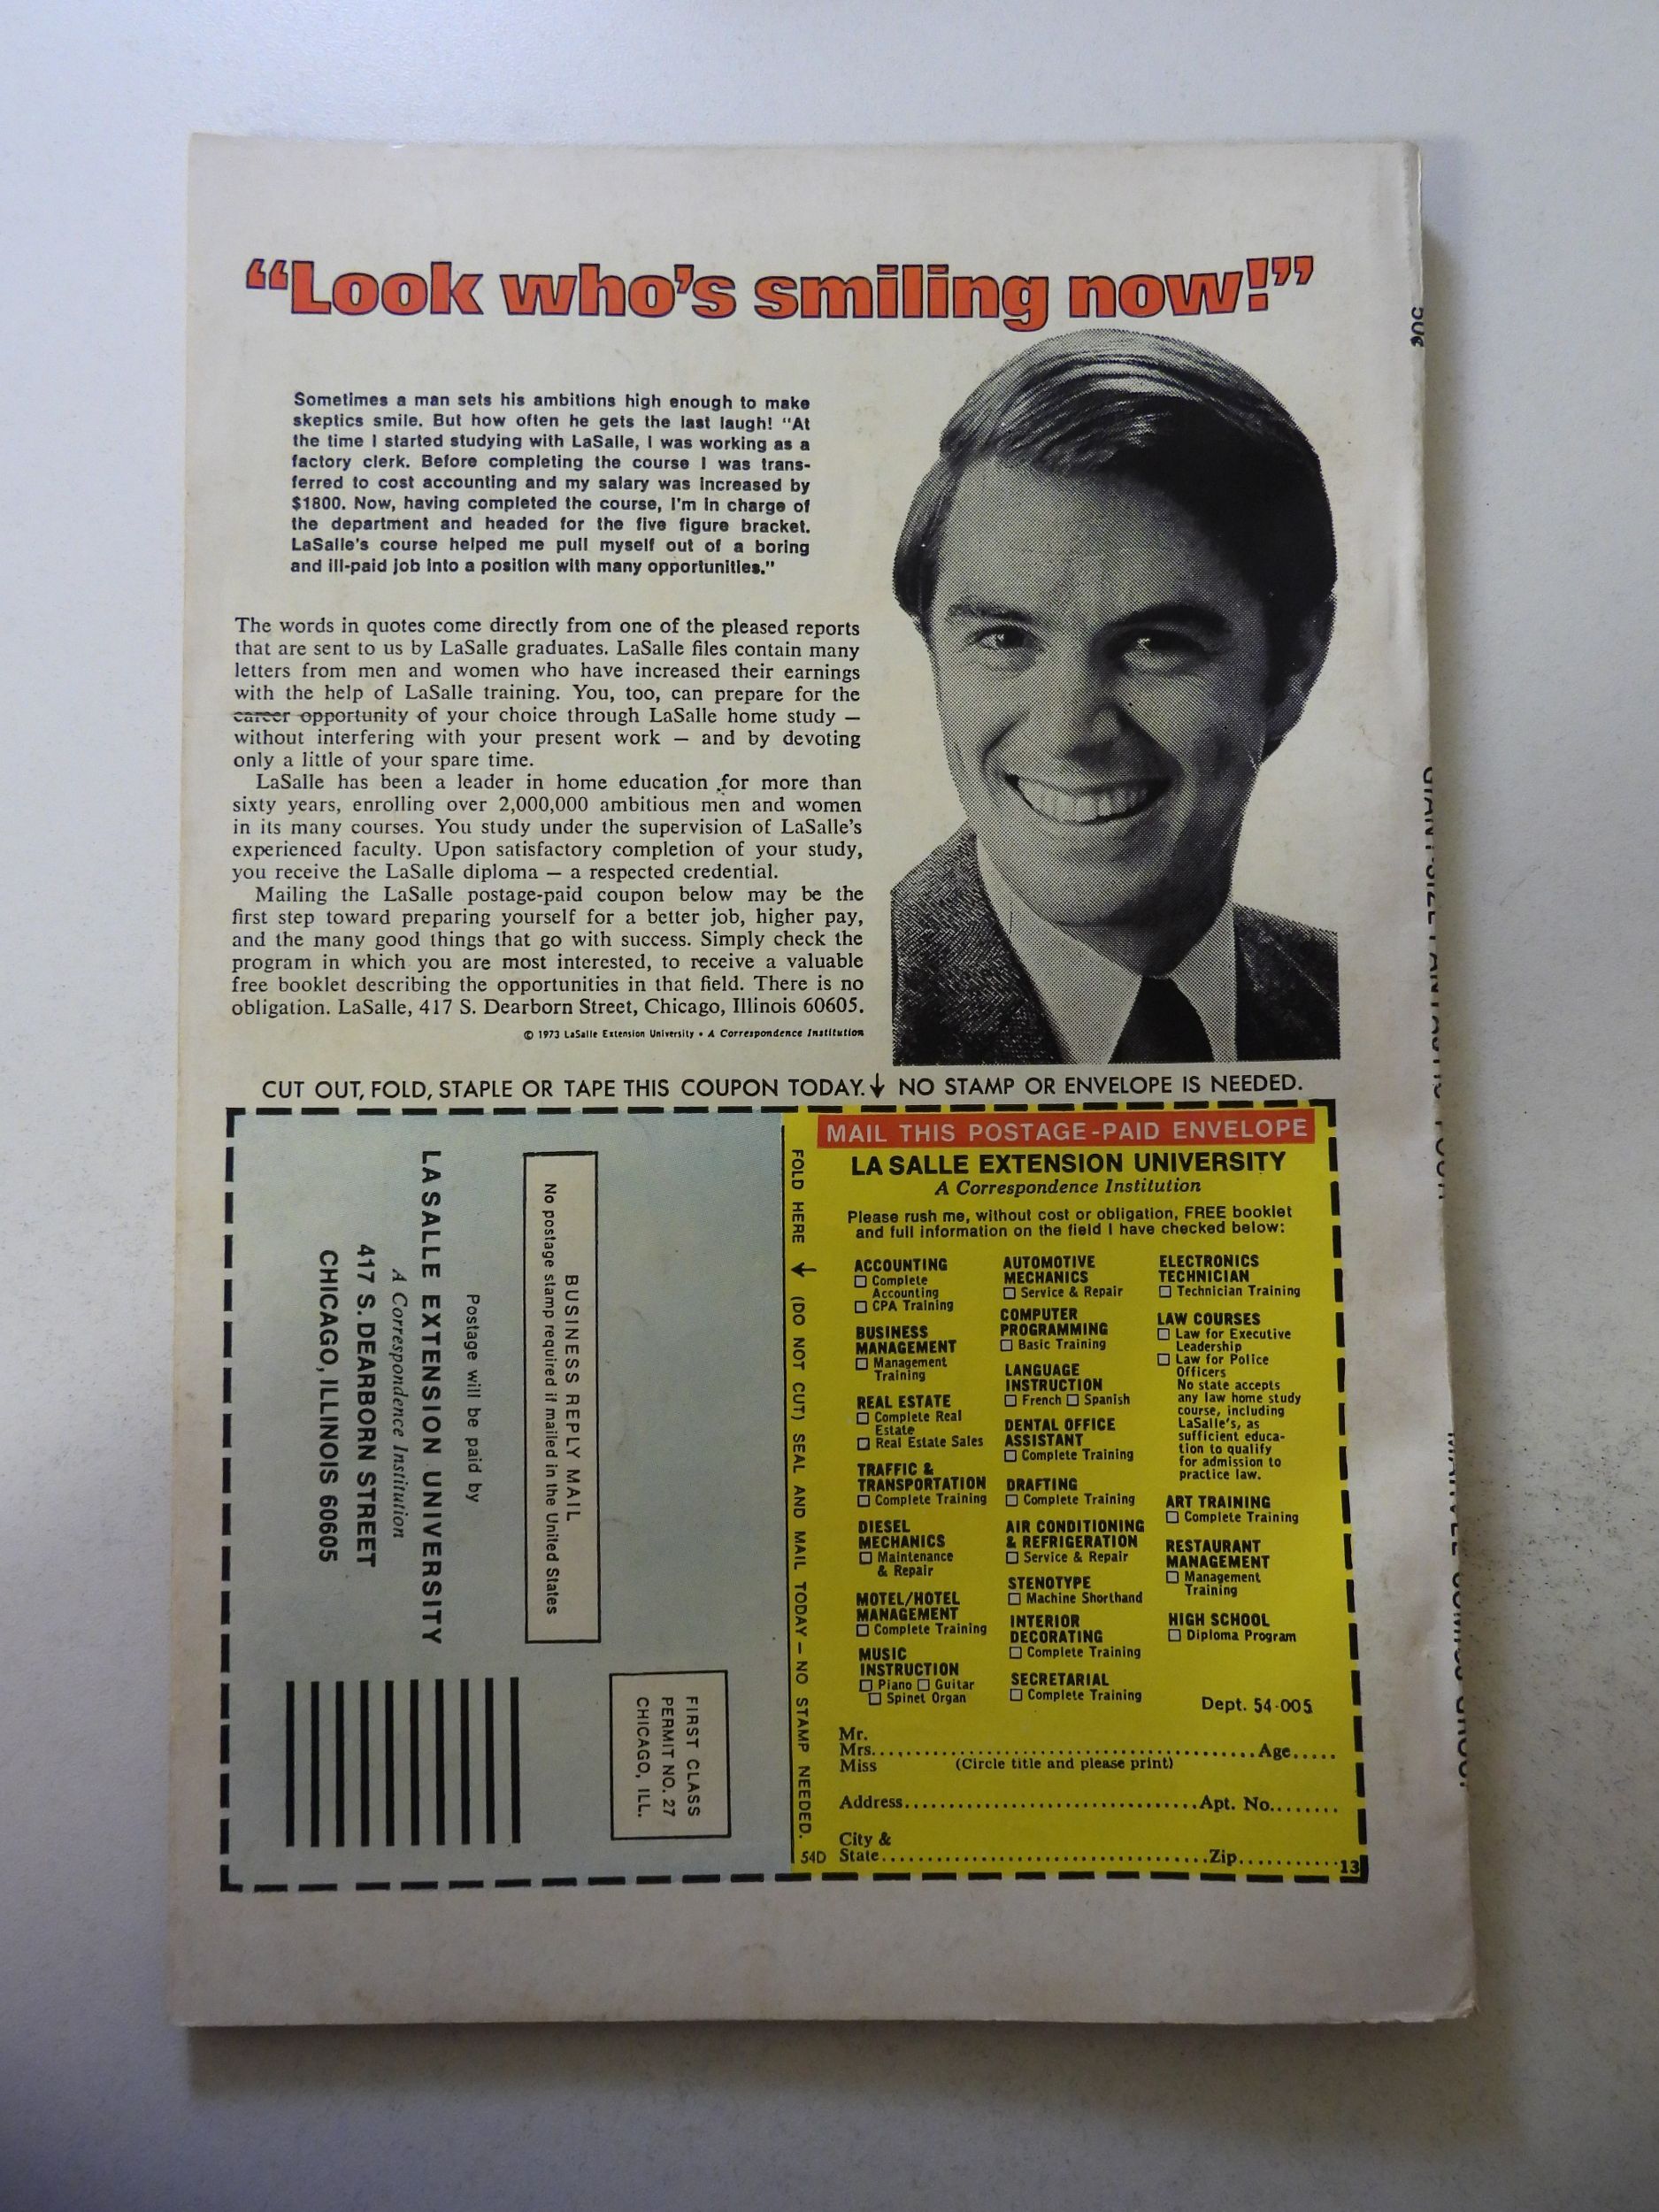 “Look who’s smiling now!”
Sometimes a man sets his ambitions high enough to make
skeptics smile. But how often he gets the last laugh! “At
the time I started studying with LaSalle, I was working as a
factory clerk. Before completing the course I was trans-
ferred to cost accounting and my salary was increased by
$1800. Now, having completed the course, I'm in charge of
the department and headed for the five figure bracket.
LaSalle's course helped me pull myself out of a boring
and ill-paid job into a position with many opportunities.”
The words in quotes come directly from one of the pleased reports
that are sent to us by LaSalle graduates. LaSalle files contain many
letters from men and women who have increased their earnings
with the help of LaSalle training. You, too, can prepare for the
career opportunity of your choice through LaSalle home study —
without interfering with your present work — and by devoting
only a little of your spare time.
LaSalle has been a leader in home education for more than
sixty years, enrolling over 2,000,000 ambitious men and women
in its many courses. You study under the supervision of LaSalle's
experienced faculty. Upon satisfactory completion of your study,
you receive the LaSalle diploma — a respected credential.
Mailing the LaSalle postage-paid coupon below may be the
first step toward preparing yourself for a better job, higher pay,
and the many good things that go with success. Simply check the
program in which you are most interested, to receive a valuable
free booklet describing the opportunities in that field. There is no
obligation. LaSalle, 417 S. Dearborn Street, Chicago, Illinois 60605.
© 1973 LaSalle Extension University • A Correspondence Institution
CUT OUT, FOLD, STAPLE OR TAPE THIS COUPON TODAY. NO STAMP OR ENVELOPE IS NEEDED.
FIRST CLASS
PERMIT NO. 27
CHICAGO, ILL.
BUSINESS REPLY MAIL
No postage stamp required if mailed in the United States
Postage will be paid by
LA SALLE EXTENSION UNIVERSITY
A Correspondence Institution
417 S. DEARBORN STREET
CHICAGO, ILLINOIS 60605
FOLD HERE (DO NOT CUT) SEAL AND MAIL TODAY — NO STAMP NEEDED.
MAIL THIS POSTAGE-PAID ENVELOPE
LA SALLE EXTENSION UNIVERSITY
A Correspondence Institution
Please rush me, without cost or obligation, FREE booklet
and full information on the field I have checked below:
ACCOUNTING
Complete
Accounting
CPA Training
BUSINESS
MANAGEMENT
Management
Training
REAL ESTATE
Complete Real
Estate
Real Estate Sales
TRAFFIC &
TRANSPORTATION
Complete Training
DIESEL
MECHANICS
Maintenance
& Repair
MOTEL/HOTEL
MANAGEMENT
Complete Training
MUSIC
INSTRUCTION
Piano Guitar
Spinet Organ
AUTOMOTIVE
MECHANICS
Service & Repair
COMPUTER
PROGRAMMING
Basic Training
LANGUAGE
INSTRUCTION
French Spanish
DENTAL OFFICE
ASSISTANT
Complete Training
DRAFTING
Complete Training
AIR CONDITIONING
& REFRIGERATION
Service & Repair
STENOTYPE
Machine Shorthand
INTERIOR
DECORATING
Complete Training
SECRETARIAL
Complete Training
ELECTRONICS
TECHNICIAN
Technician Training
LAW COURSES
Law for Executive
Leadership
Law for Police
Officers
No state accepts
any law home study
course, including
LaSalle's, as
sufficient educa-
tion to qualify
for admission to
practice law.
ART TRAINING
Complete Training
RESTAURANT
MANAGEMENT
Management
Training
HIGH SCHOOL
Diploma Program
Dept. 54-005
Mr.
Mrs. Age
Miss (Circle title and please print)
Address Apt. No.
City &
State Zip
54D
13
50¢